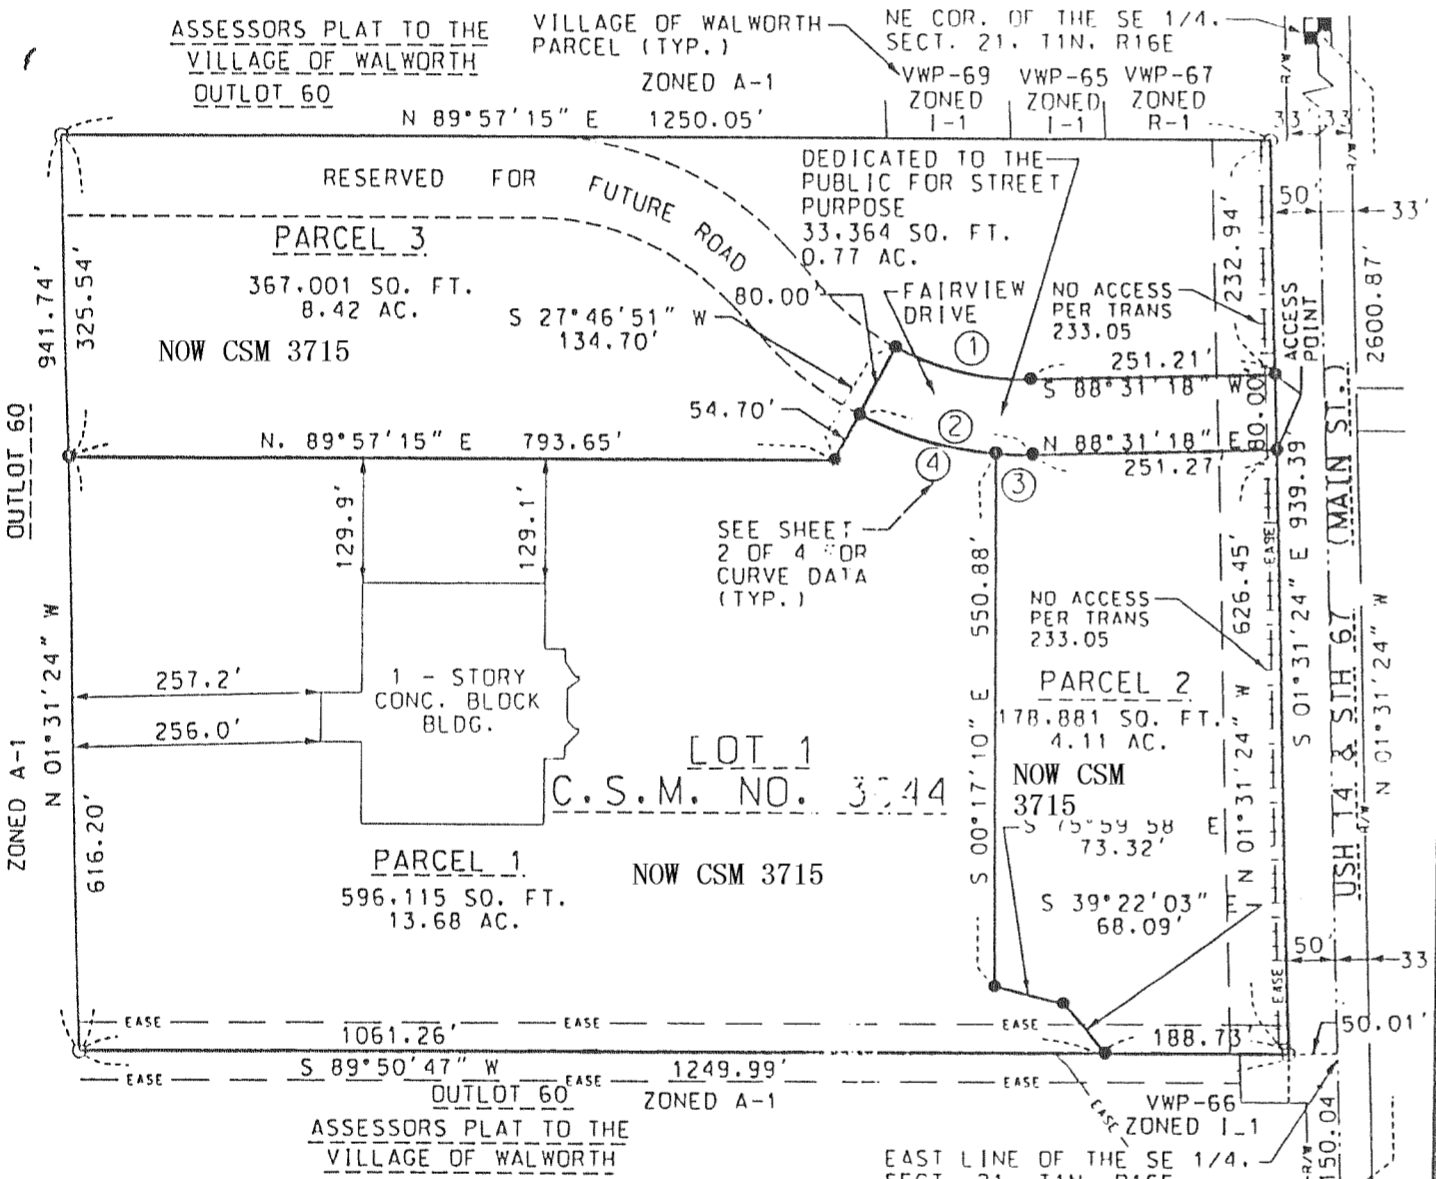 ASSESSORS PLAT TO THE
VILLAGE OF WALWORTH
OUTLOT 60
VILLAGE OF WALWORTH
PARCEL (TYP.)
ZONED A-1
NE COR. OF THE SE 1/4.
SECT. 21. T1N. R16E
VWP-69
ZONED
I-1
VWP-65
ZONED
I-1
VWP-67
ZONED
R-1
R/W
33' 33'
R/W
N 89°57'15" E 1250.05'
RESERVED FOR FUTURE ROAD
DEDICATED TO THE
PUBLIC FOR STREET
PURPOSE
33.364 SQ. FT.
0.77 AC.
50'
33'
232.94'
PARCEL 3
367.001 SQ. FT.
8.42 AC.
NOW CSM 3715
941.74'
325.54'
S 27°46'51" W
134.70'
80.00'
FAIRVIEW
DRIVE
NO ACCESS
PER TRANS
233.05
ACCESS
POINT
2600.87'
1
251.21'
S 88°31'18" W
80.00'
54.70'
N. 89°57'15" E 793.65'
2
N 88°31'18" E
251.27'
4
3
OUTLOT 60
129.9'
129.1'
SEE SHEET
2 OF 4 FOR
CURVE DATA
(TYP.)
550.88'
S 00°17'10" E
EASE
S 01°31'24" E 939.39
USH 14 & STH 67 (MAIN ST.)
N 01°31'24" W
NO ACCESS
PER TRANS
233.05
N 01°31'24" W 626.45'
257.2'
256.0'
1 - STORY
CONC. BLOCK
BLDG.
PARCEL 2
178.881 SQ. FT.
4.11 AC.
NOW CSM
3715
ZONED A-1
N 01°31'24" W
616.20'
LOT 1
C.S.M. NO.
S 75°59 58 E
73.32'
PARCEL 1
596.115 SQ. FT.
13.68 AC.
NOW CSM 3715
S 39°22'03" E
68.09'
R/W
50'
33
EASE
EASE EASE
1061.26'
188.73'
50.01'
S 89°50'47" W 1249.99'
EASE EASE EASE
OUTLOT 60
ZONED A-1
EASE
VWP-66
ZONED I_1
ASSESSORS PLAT TO THE
VILLAGE OF WALWORTH
150.04
R/W
EAST LINE OF THE SE 1/4.
SECT. 21. T1N. R16E